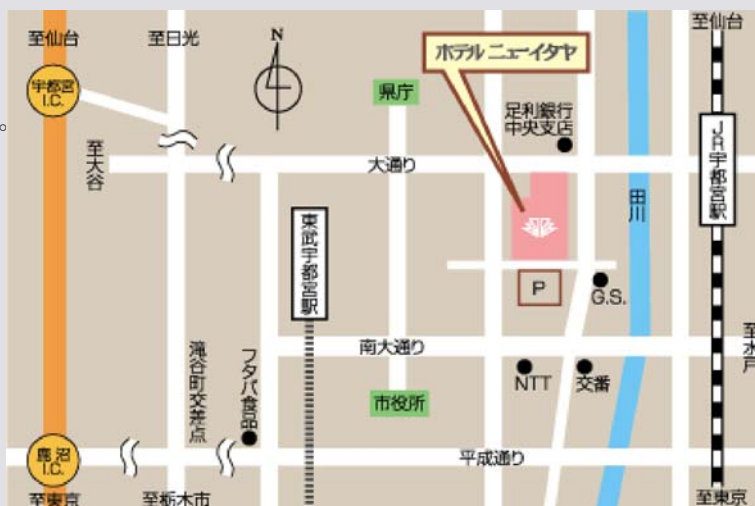 至仙台
至日光
N
ホテル ニューイタヤ
至仙台
宇都宮
I.C.
県庁
足利銀行
中央支店
JR宇都宮駅
至大谷
大通り
田川
東武宇都宮駅
P
G.S.
至水戸
滝谷町交差点
フタバ食品
南大通り
NTT
交番
市役所
鹿沼
I.C.
平成通り
至東京
至栃木市
至東京